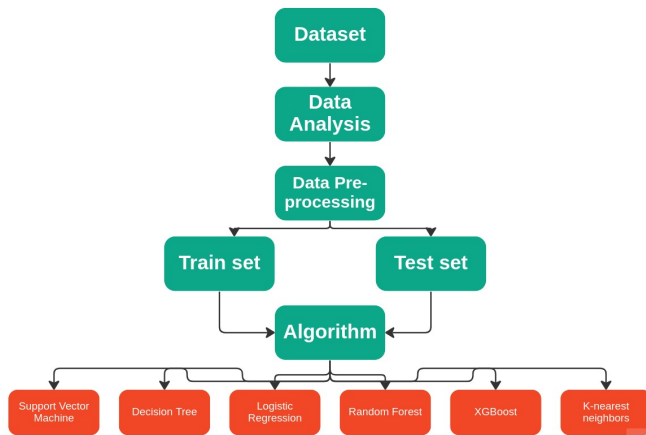 Dataset
Data
Analysis
Data Pre-
processing
Train set
Test set
Algorithm
Support Vector
Machine
Decision Tree
Logistic
Regression
Random Forest
XGBoost
K-nearest
neighbors